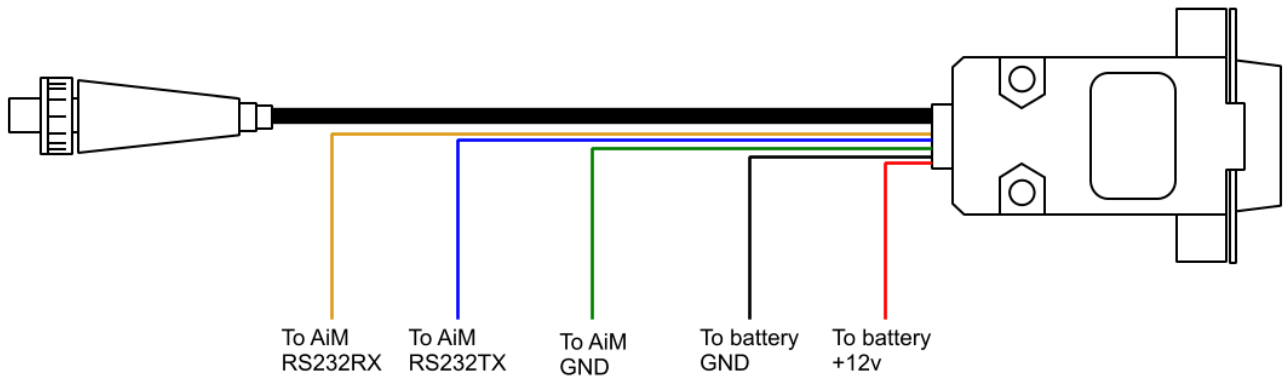 To AiM
RS232RX
To AiM
RS232TX
To AiM
GND
To battery
GND
To battery
+12v